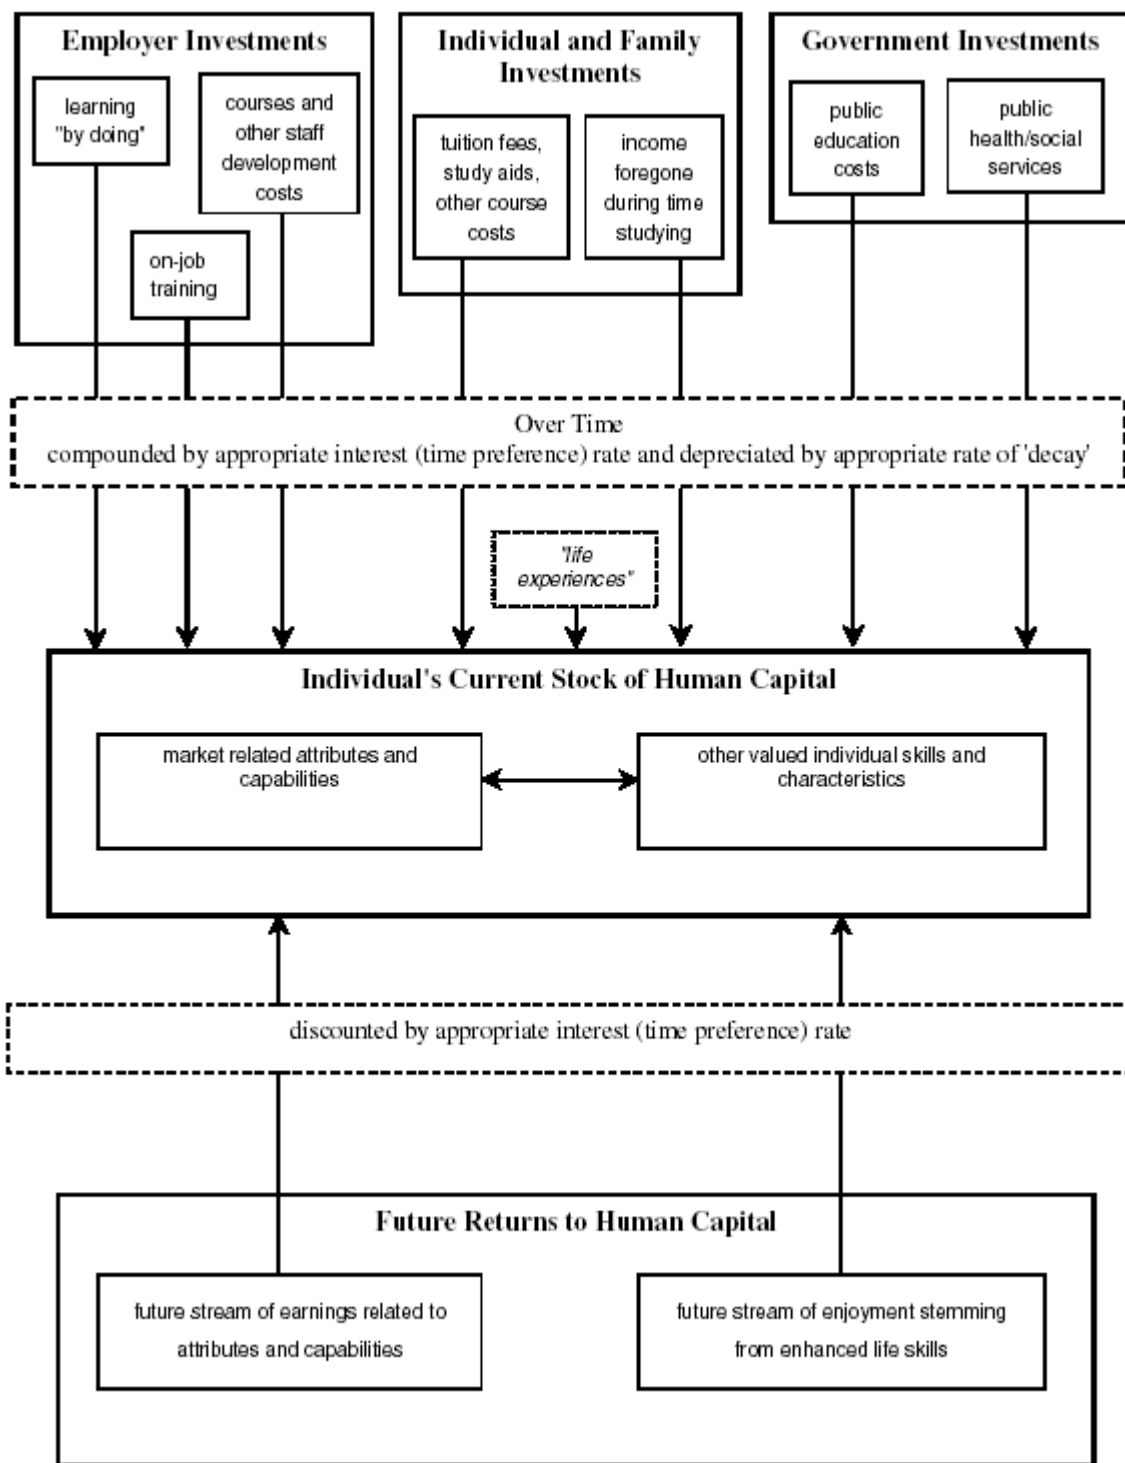 Employer Investments
learning
"by doing"
courses and
other staff
development
costs
on-job
training
Individual and Family
Investments
tuition fees,
study aids,
other course
costs
income
foregone
during time
studying
Government Investments
public
education
costs
public
health/social
services
Over Time
compounded by appropriate interest (time preference) rate and depreciated by appropriate rate of 'decay'
"life
experiences"
Individual's Current Stock of Human Capital
market related attributes and
capabilities
other valued individual skills and
characteristics
discounted by appropriate interest (time preference) rate
Future Returns to Human Capital
future stream of earnings related to
attributes and capabilities
future stream of enjoyment stemming
from enhanced life skills